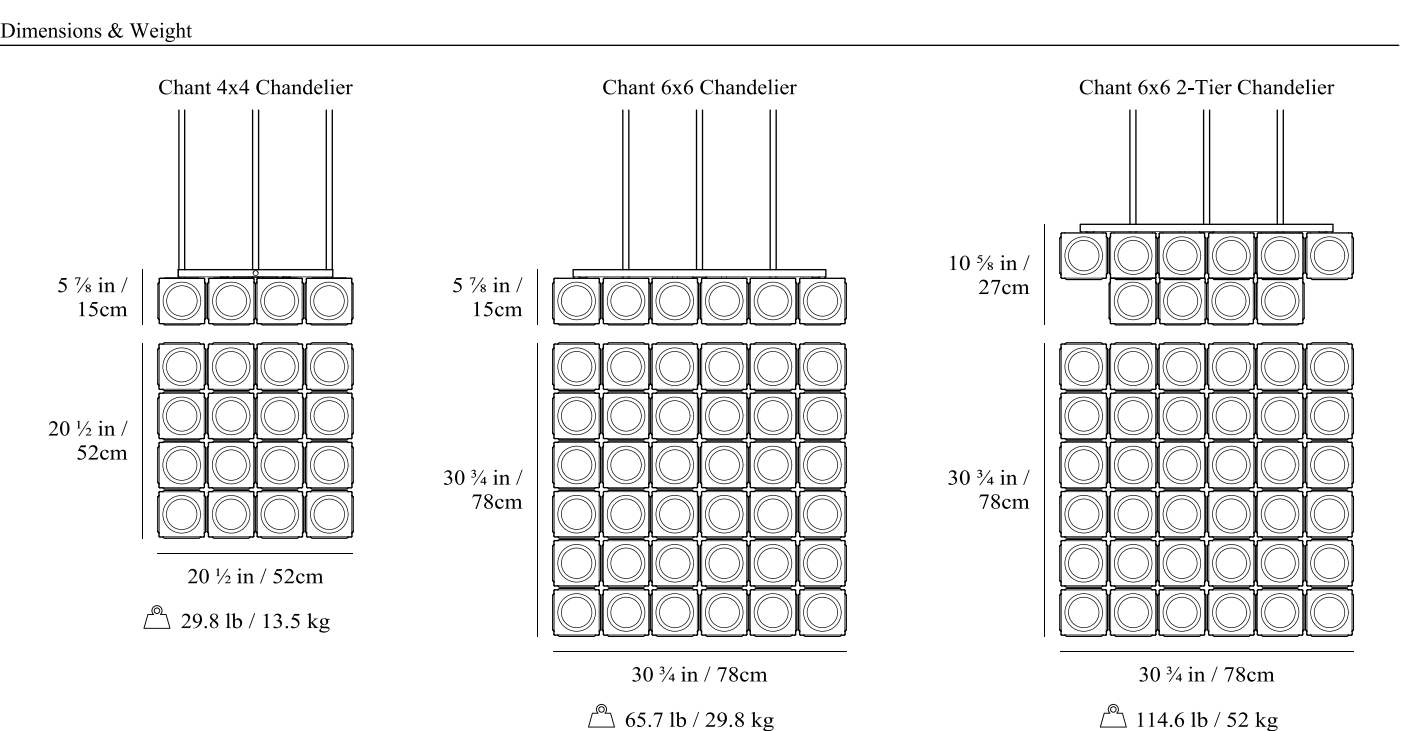 Dimensions & Weight
Chant 4x4 Chandelier
5 ⅞ in /
15cm
20 ½ in /
52cm
20 ½ in / 52cm
29.8 lb / 13.5 kg
Chant 6x6 Chandelier
5 ⅞ in /
15cm
30 ¾ in /
78cm
30 ¾ in / 78cm
65.7 lb / 29.8 kg
Chant 6x6 2-Tier Chandelier
10 ⅝ in /
27cm
30 ¾ in /
78cm
30 ¾ in / 78cm
114.6 lb / 52 kg